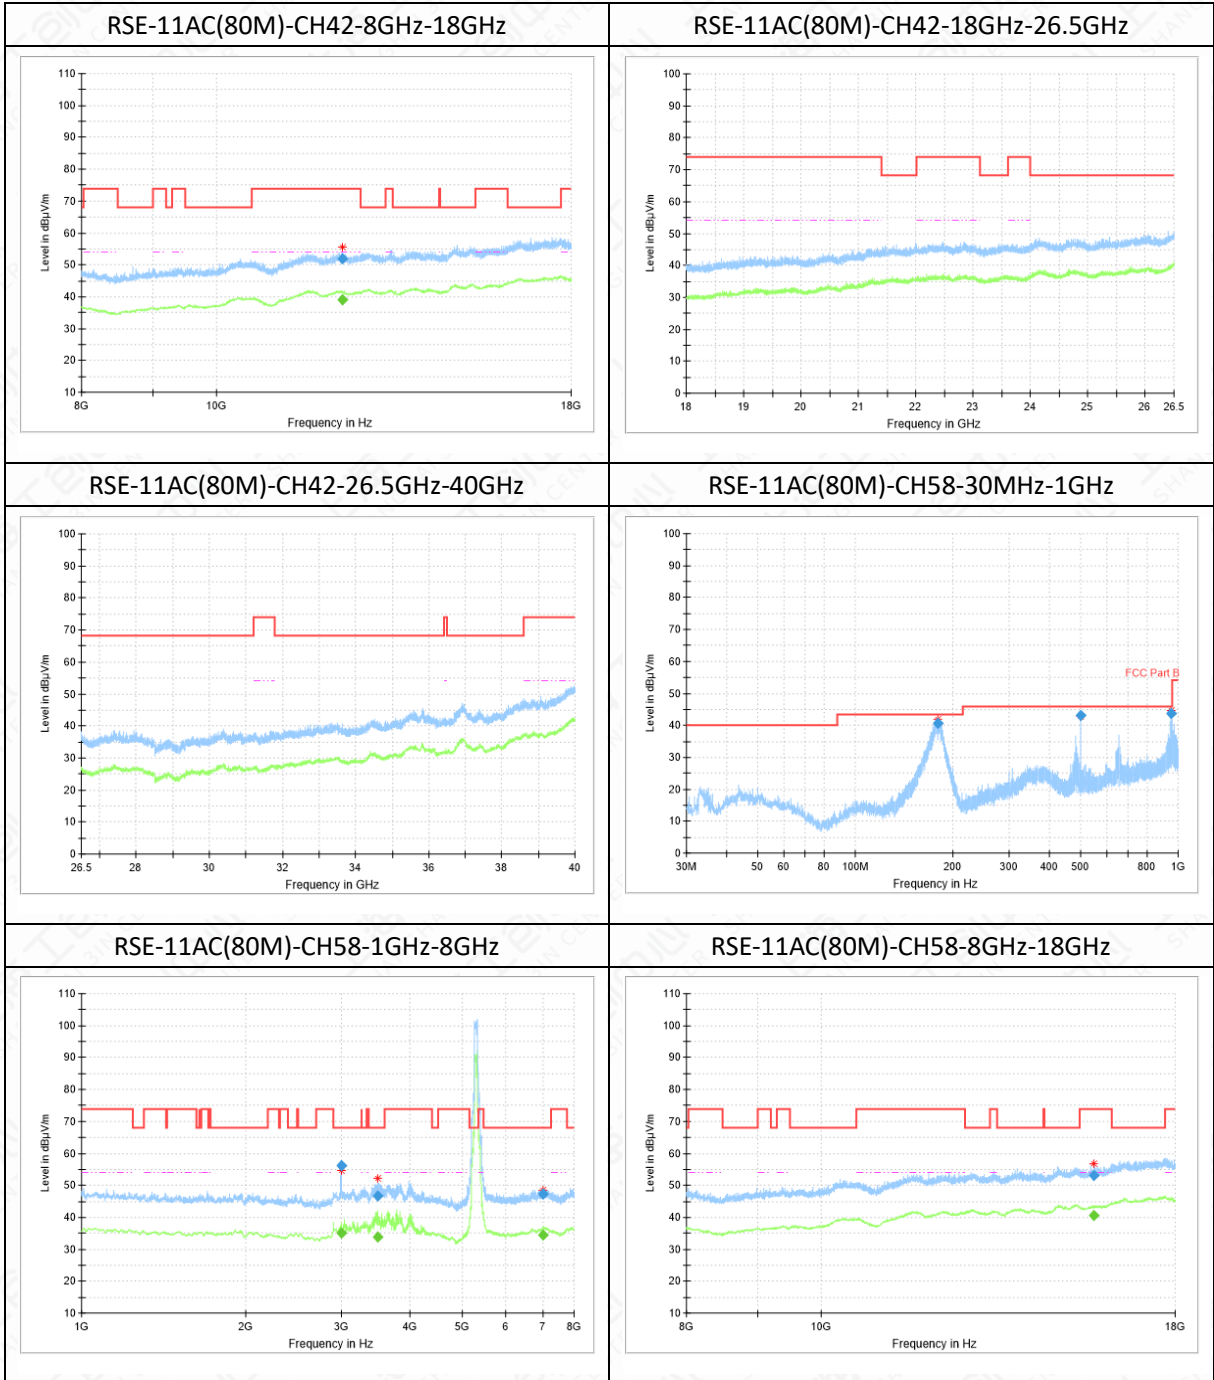 RSE-11AC(80M)-CH42-8GHz-18GHz
110
100
90
80
70
60
50
40
30
20
10
Level in dBµV/m
8G 10G 18G
Frequency in Hz
RSE-11AC(80M)-CH42-18GHz-26.5GHz
100
90
80
70
60
50
40
30
20
10
0
Level in dBµV/m
18 19 20 21 22 23 24 25 26 26.5
Frequency in GHz
RSE-11AC(80M)-CH42-26.5GHz-40GHz
100
90
80
70
60
50
40
30
20
10
0
Level in dBµV/m
26.5 28 30 32 34 36 38 40
Frequency in GHz
RSE-11AC(80M)-CH58-30MHz-1GHz
100
90
80
70
60
50
40
30
20
10
0
Level in dBµV/m
FCC Part B
30M 50 60 80 100M 200 300 400 500 800 1G
Frequency in Hz
RSE-11AC(80M)-CH58-1GHz-8GHz
110
100
90
80
70
60
50
40
30
20
10
Level in dBµV/m
1G 2G 3G 4G 5G 6 7 8G
Frequency in Hz
RSE-11AC(80M)-CH58-8GHz-18GHz
110
100
90
80
70
60
50
40
30
20
10
Level in dBµV/m
8G 10G 18G
Frequency in Hz